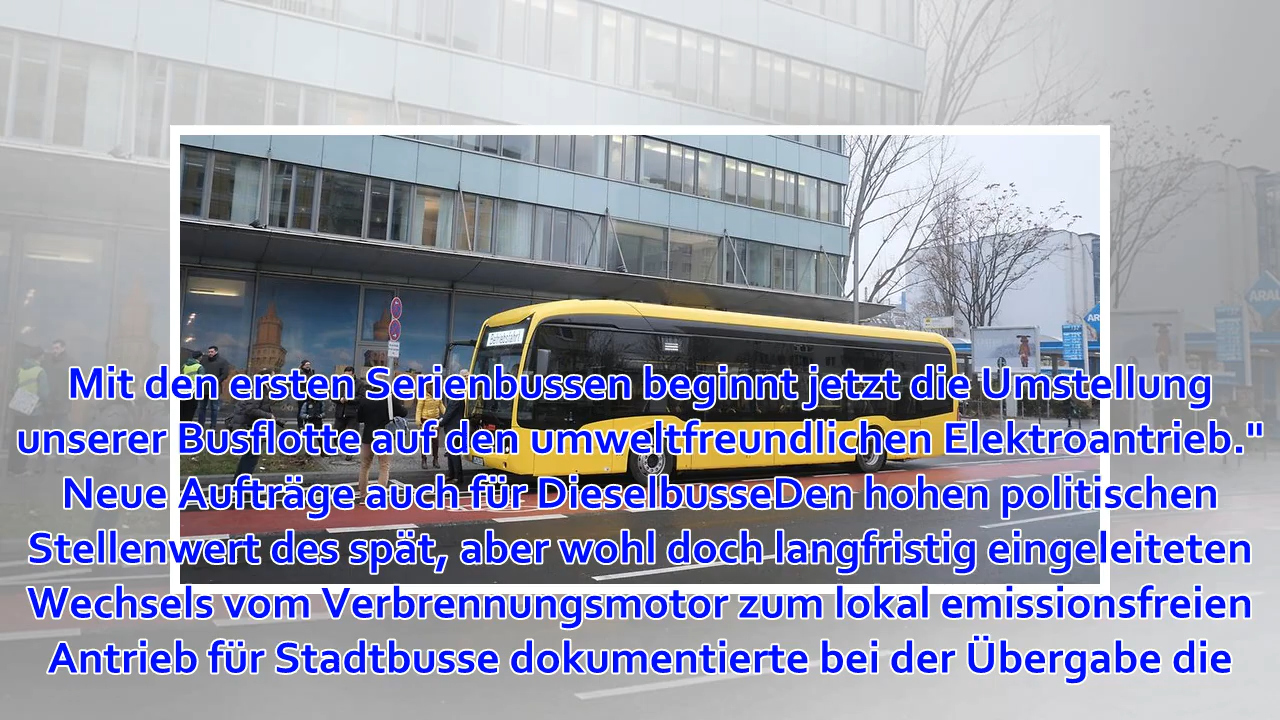 Betriebsfahrt
ARAL
Mit den ersten Serienbussen beginnt jetzt die Umstellung
unserer Busflotte auf den umweltfreundlichen Elektroantrieb."
Neue Aufträge auch für DieselbusseDen hohen politischen
Stellenwert des spät, aber wohl doch langfristig eingeleiteten
Wechsels vom Verbrennungsmotor zum lokal emissionsfreien
Antrieb für Stadtbusse dokumentierte bei der Übergabe die